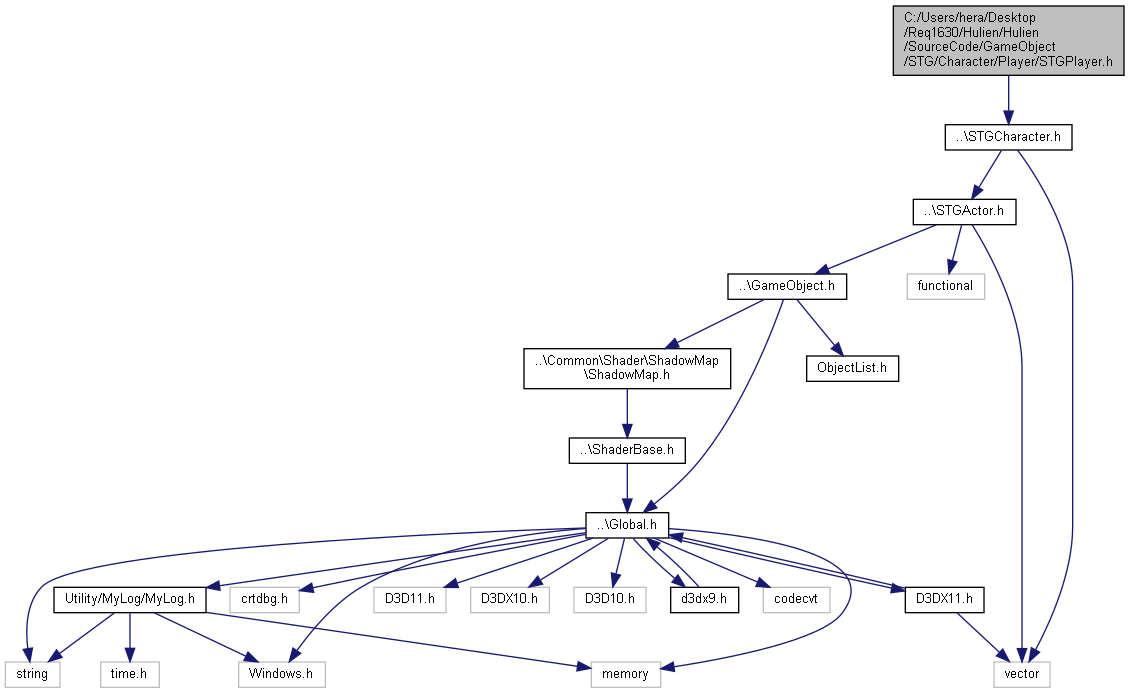 C:/Users/hera/Desktop
/Req1630/Hulien/Hulien
/SourceCode/GameObject
/STG/Character/Player/STGPlayer.h
..\STGCharacter.h
..\STGActor.h
..\GameObject.h
functional
..\Common\Shader\ShadowMap
\ShadowMap.h
ObjectList.h
..\ShaderBase.h
..\Global.h
Utility/MyLog/MyLog.h
crtdbg.h
D3D11.h
D3DX10.h
D3D10.h
d3dx9.h
codecvt
D3DX11.h
string
time.h
Windows.h
memory
vector